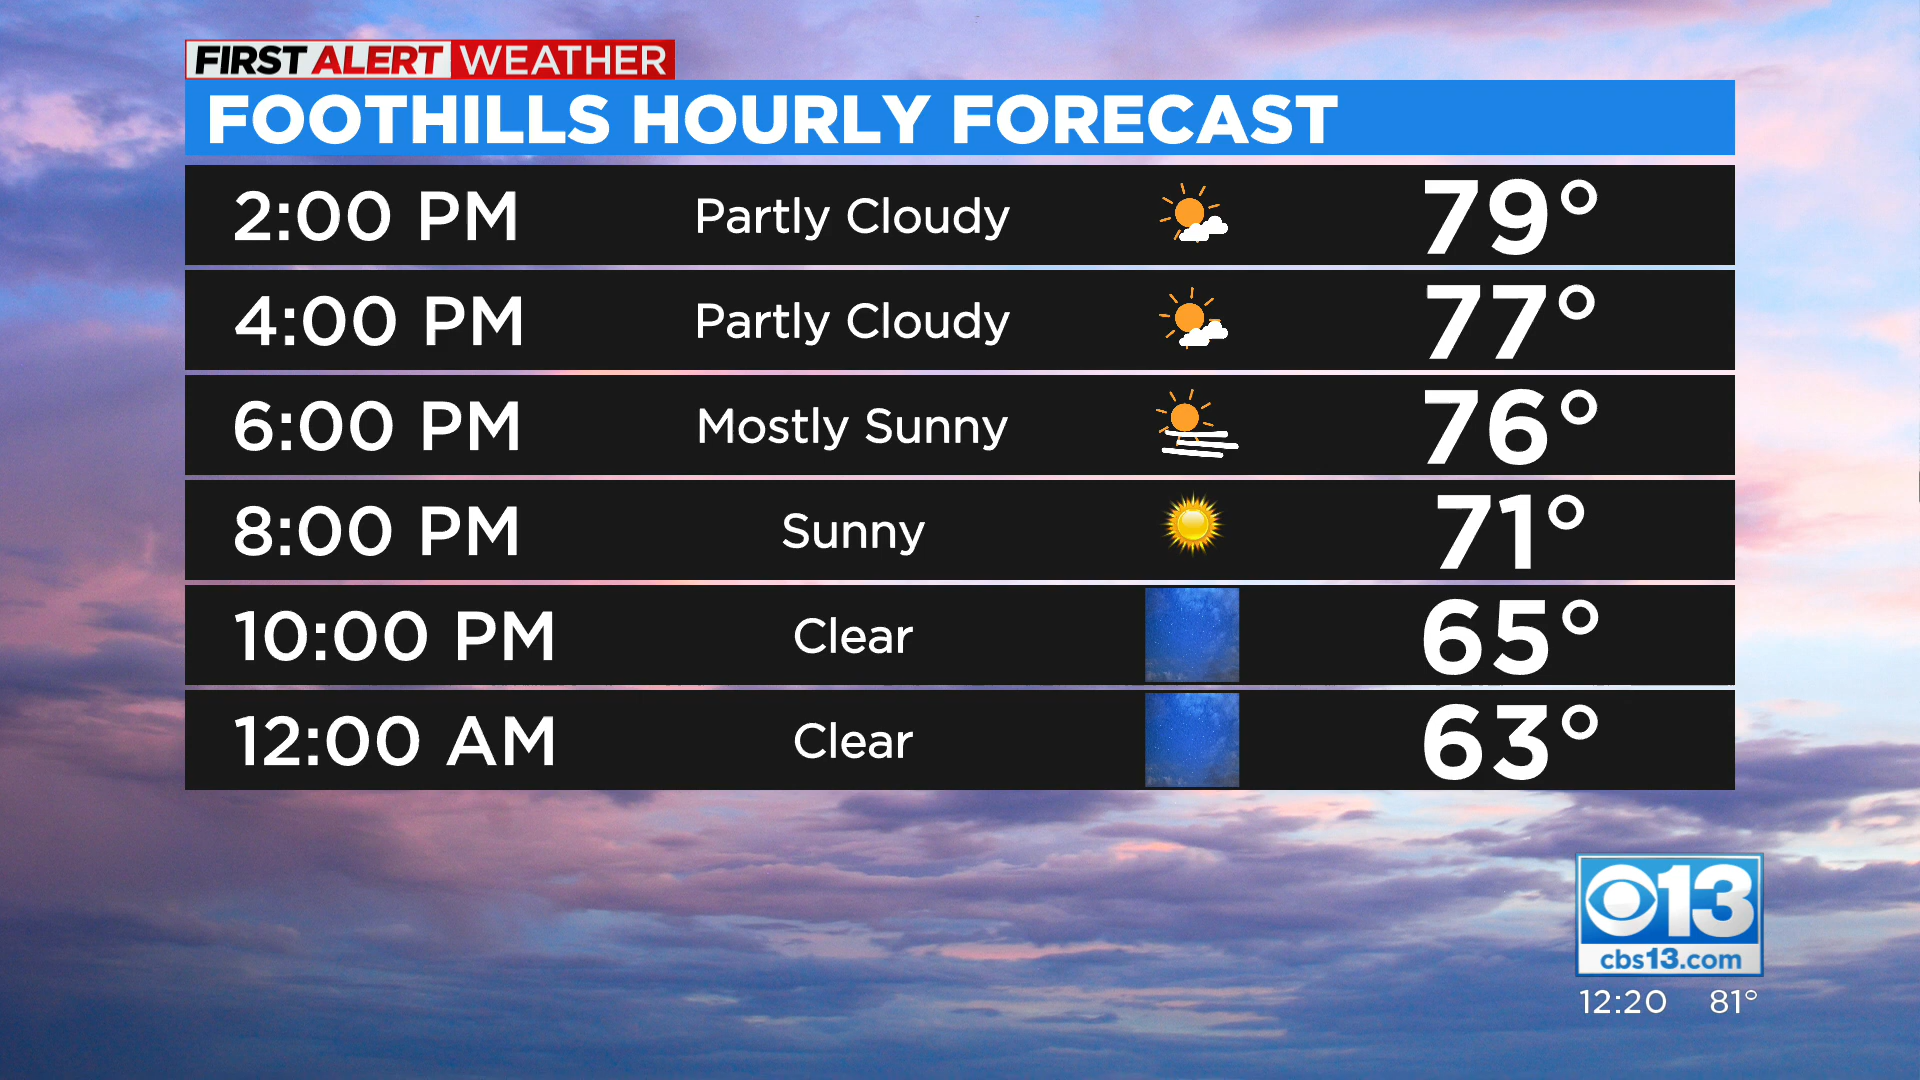 FIRST ALERT WEATHER
FOOTHILLS HOURLY FORECAST
2:00 PM Partly Cloudy 79°
4:00 PM Partly Cloudy 77°
6:00 PM Mostly Sunny 76°
8:00 PM Sunny 71°
10:00 PM Clear 65°
12:00 AM Clear 63°
13
cbs13.com
12:20 81°